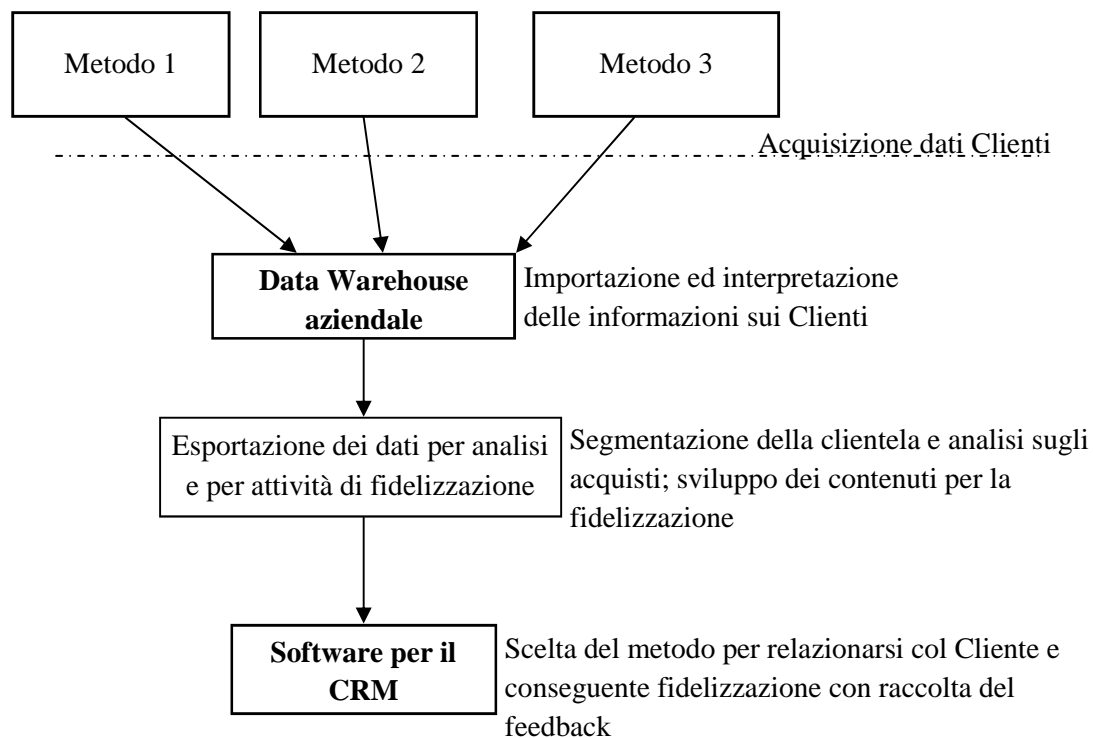 Metodo 1
Metodo 2
Metodo 3
Acquisizione dati Clienti
Data Warehouse
aziendale
Importazione ed interpretazione
delle informazioni sui Clienti
Esportazione dei dati per analisi
e per attività di fidelizzazione
Segmentazione della clientela e analisi sugli
acquisti; sviluppo dei contenuti per la
fidelizzazione
Software per il
CRM
Scelta del metodo per relazionarsi col Cliente e
conseguente fidelizzazione con raccolta del
feedback